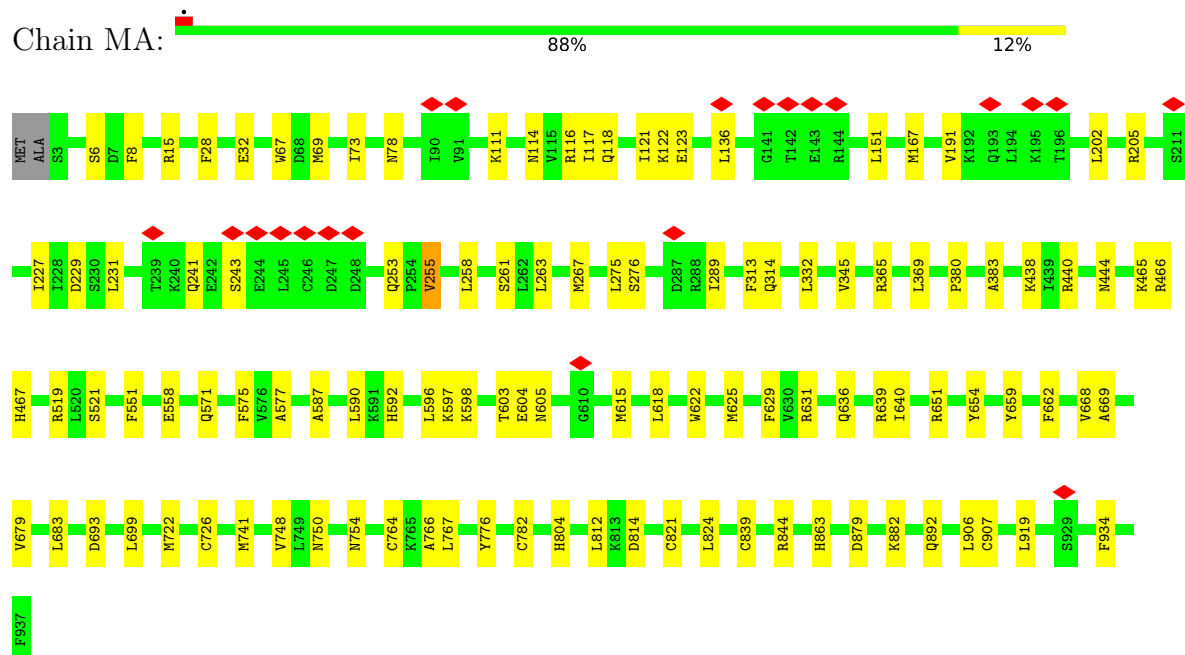 Chain MA:
88% 12%
MET ALA S3 S6 D7 F8 R15 F28 E32 W67 D68 M69 I73 N78 I90 V91 K111 N114 V115 R116 I117 Q118 I121 K122 E123 L136 G141 T142 E143 R144 L151 M167 V191 K192 Q193 L194 K195 T196 L202 R205 S211
I227 I228 D229 S230 L231 T239 K240 Q241 E242 S243 E244 L245 C246 D247 D248 Q253 P254 V255 L258 S261 L262 L263 M267 L275 S276 D287 R288 I289 F313 Q314 L332 V345 R365 L369 P380 A383 K438 I439 R440 N444 K465 R466
H467 R519 L520 S521 F551 E558 Q571 F575 V576 A577 A587 L590 K591 H592 L596 K597 K598 T603 E604 N605 G610 M615 L618 W622 M625 F629 V630 R631 Q636 R639 I640 R651 Y654 Y659 F662 V668 A669
V679 L683 D693 L699 M722 C726 M741 V748 L749 N750 N754 C764 K765 A766 L767 Y776 C782 H804 L812 K813 D814 C821 L824 C839 R844 H863 D879 K882 Q892 L906 C907 L919 S929 F934
F937